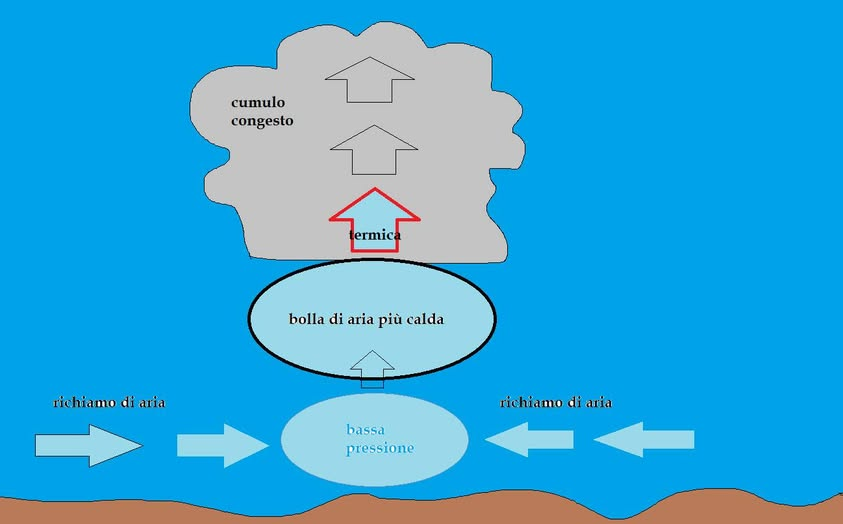 cumulo
congesto
termica
bolla di aria più calda
richiamo di aria
richiamo di aria
bassa
pressione